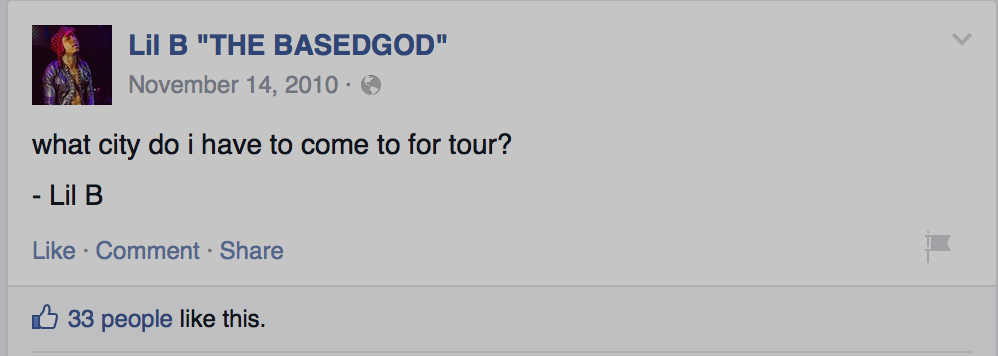 Lil B "THE BASEDGOD"
November 14, 2010 ·
what city do i have to come to for tour?
- Lil B
Like · Comment · Share
33 people like this.